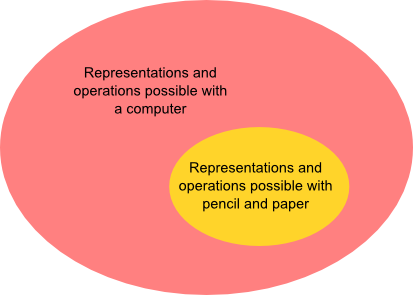 Representations and
operations possible with
a computer
Representations and
operations possible with
pencil and paper